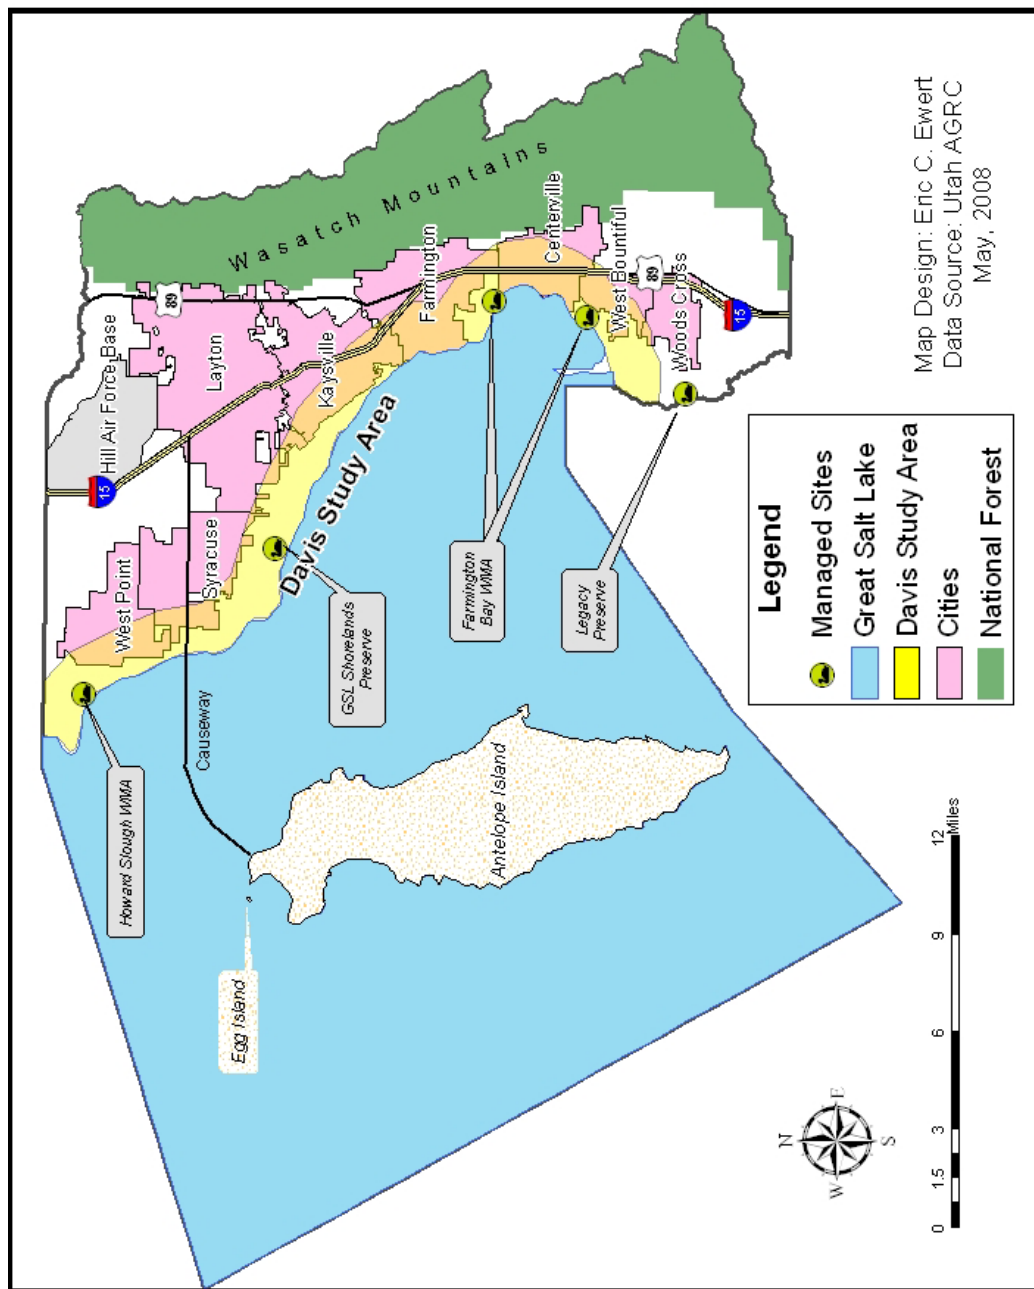 Wasatch Mountains
89
Hill Air Force Base
15
Layton
Farmington
Centerville
Kaysville
West Bountiful
89
Woods Cross
15
West Point
Syracuse
Davis Study Area
GSL Shorelands
Preserve
Farmington
Bay WMA
Legacy
Preserve
Causeway
Howard Slough WMA
Antelope Island
Egg Island
Map Design: Eric C. Ewert
Data Source: Utah AGRC
May, 2008
Legend
Managed Sites
Great Salt Lake
Davis Study Area
Cities
National Forest
N
W E
S
0 1.5 3 6 9 12
Miles